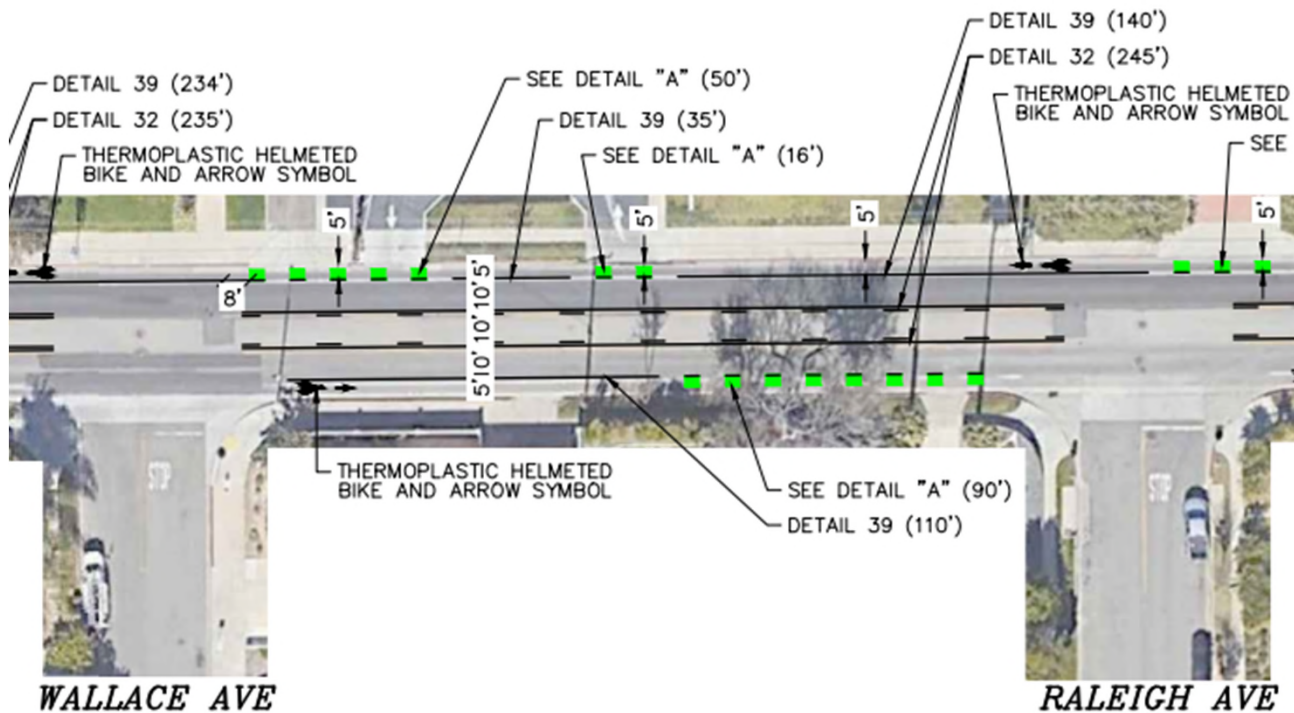 DETAIL 39 (140')
DETAIL 32 (245')
DETAIL 39 (234')
SEE DETAIL "A" (50')
THERMOPLASTIC HELMETED
BIKE AND ARROW SYMBOL
DETAIL 32 (235')
DETAIL 39 (35')
SEE
THERMOPLASTIC HELMETED
BIKE AND ARROW SYMBOL
SEE DETAIL "A" (16')
5'
5'
5'
5'
8'
5'10'10'10'5'
THERMOPLASTIC HELMETED
BIKE AND ARROW SYMBOL
STOP
STOP
SEE DETAIL "A" (90')
DETAIL 39 (110')
WALLACE AVE
RALEIGH AVE